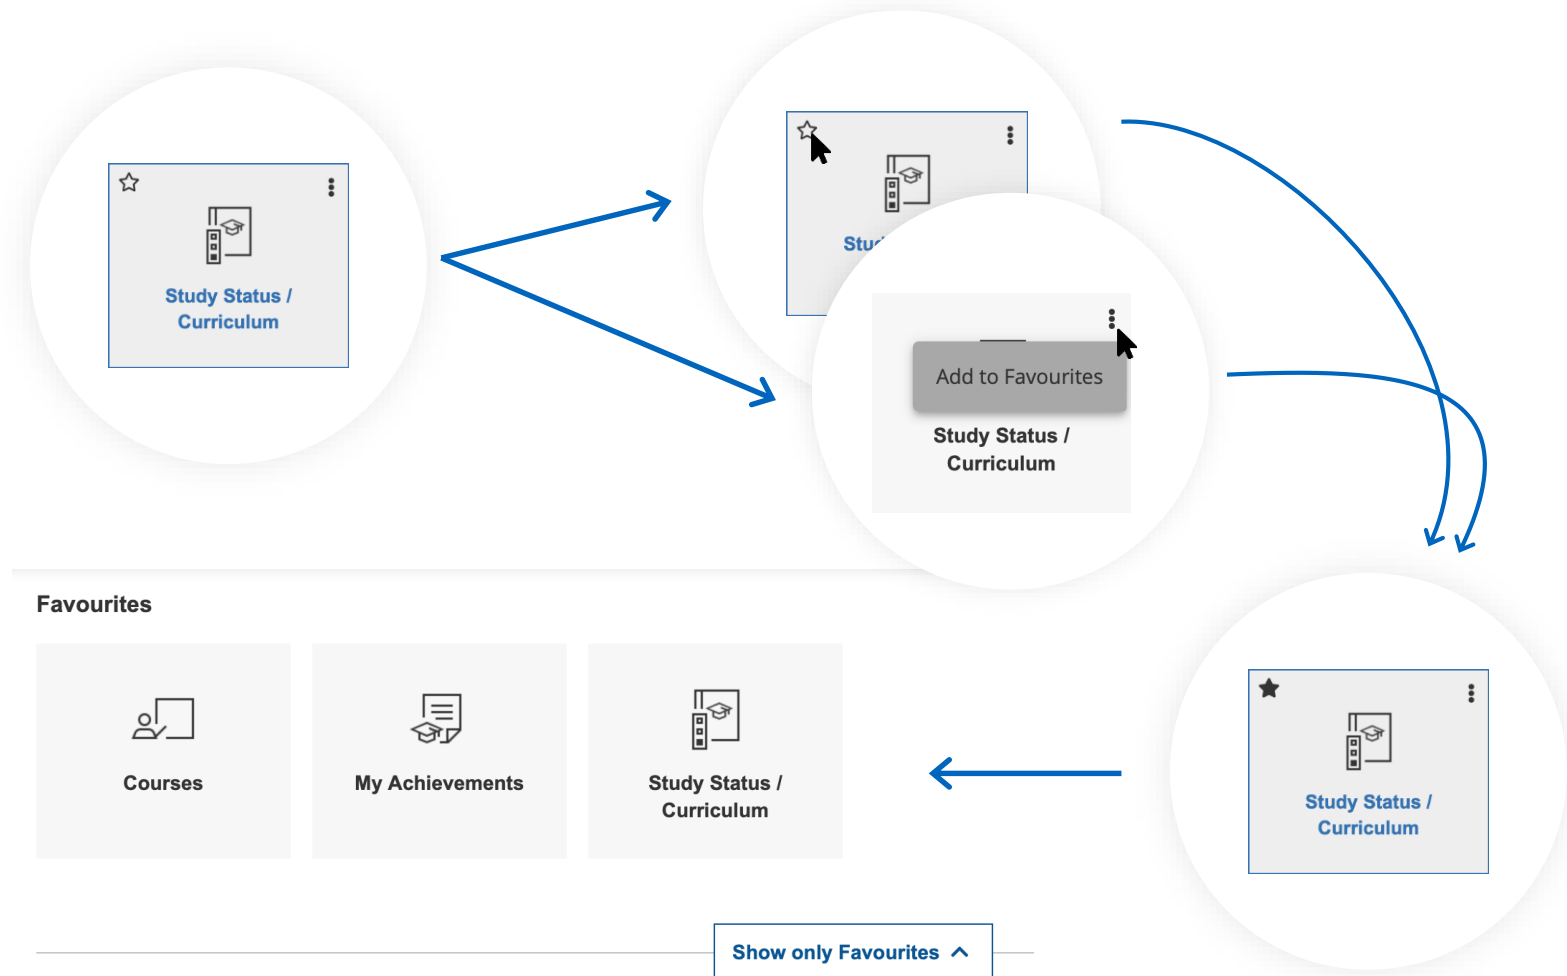 Study Status /
Curriculum
Add to Favourites
Study Status /
Curriculum
Favourites
Courses
My Achievements
Study Status /
Curriculum
Study Status /
Curriculum
Show only Favourites